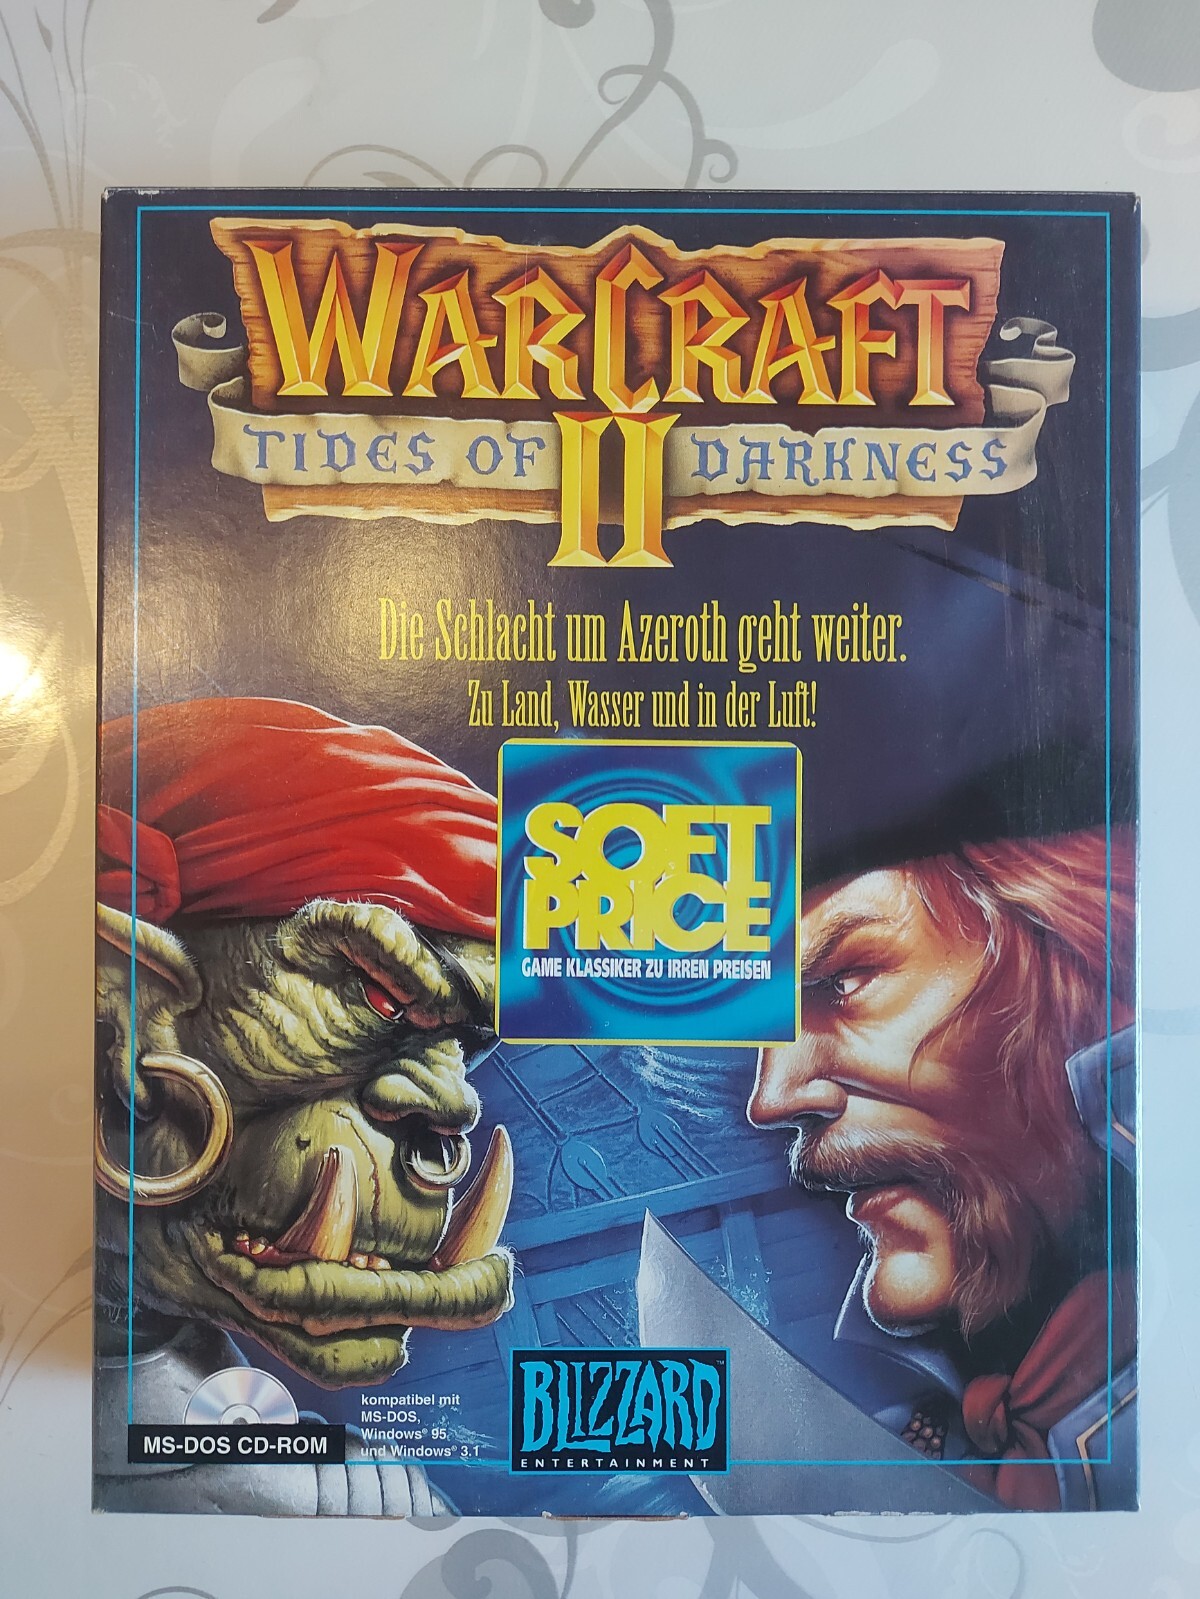 WARCRAFT
II
TIDES OF DARKNESS
Die Schlacht um Azeroth geht weiter.
Zu Land, Wasser und in der Luft!
SOFT
PRICE
GAME KLASSIKER ZU IRREN PREISEN
MS-DOS CD-ROM
kompatibel mit
MS-DOS,
Windows® 95
und Windows® 3.1
BLIZZARD™
ENTERTAINMENT